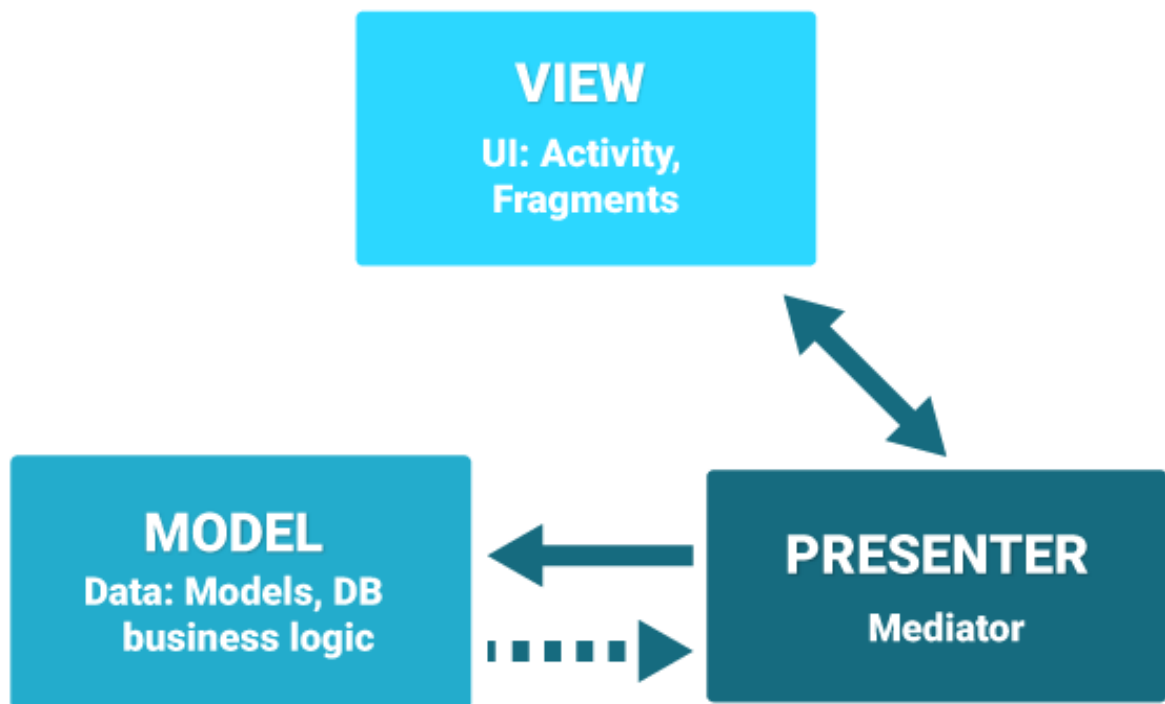 VIEW
UI: Activity,
Fragments
MODEL
Data: Models, DB
business logic
PRESENTER
Mediator